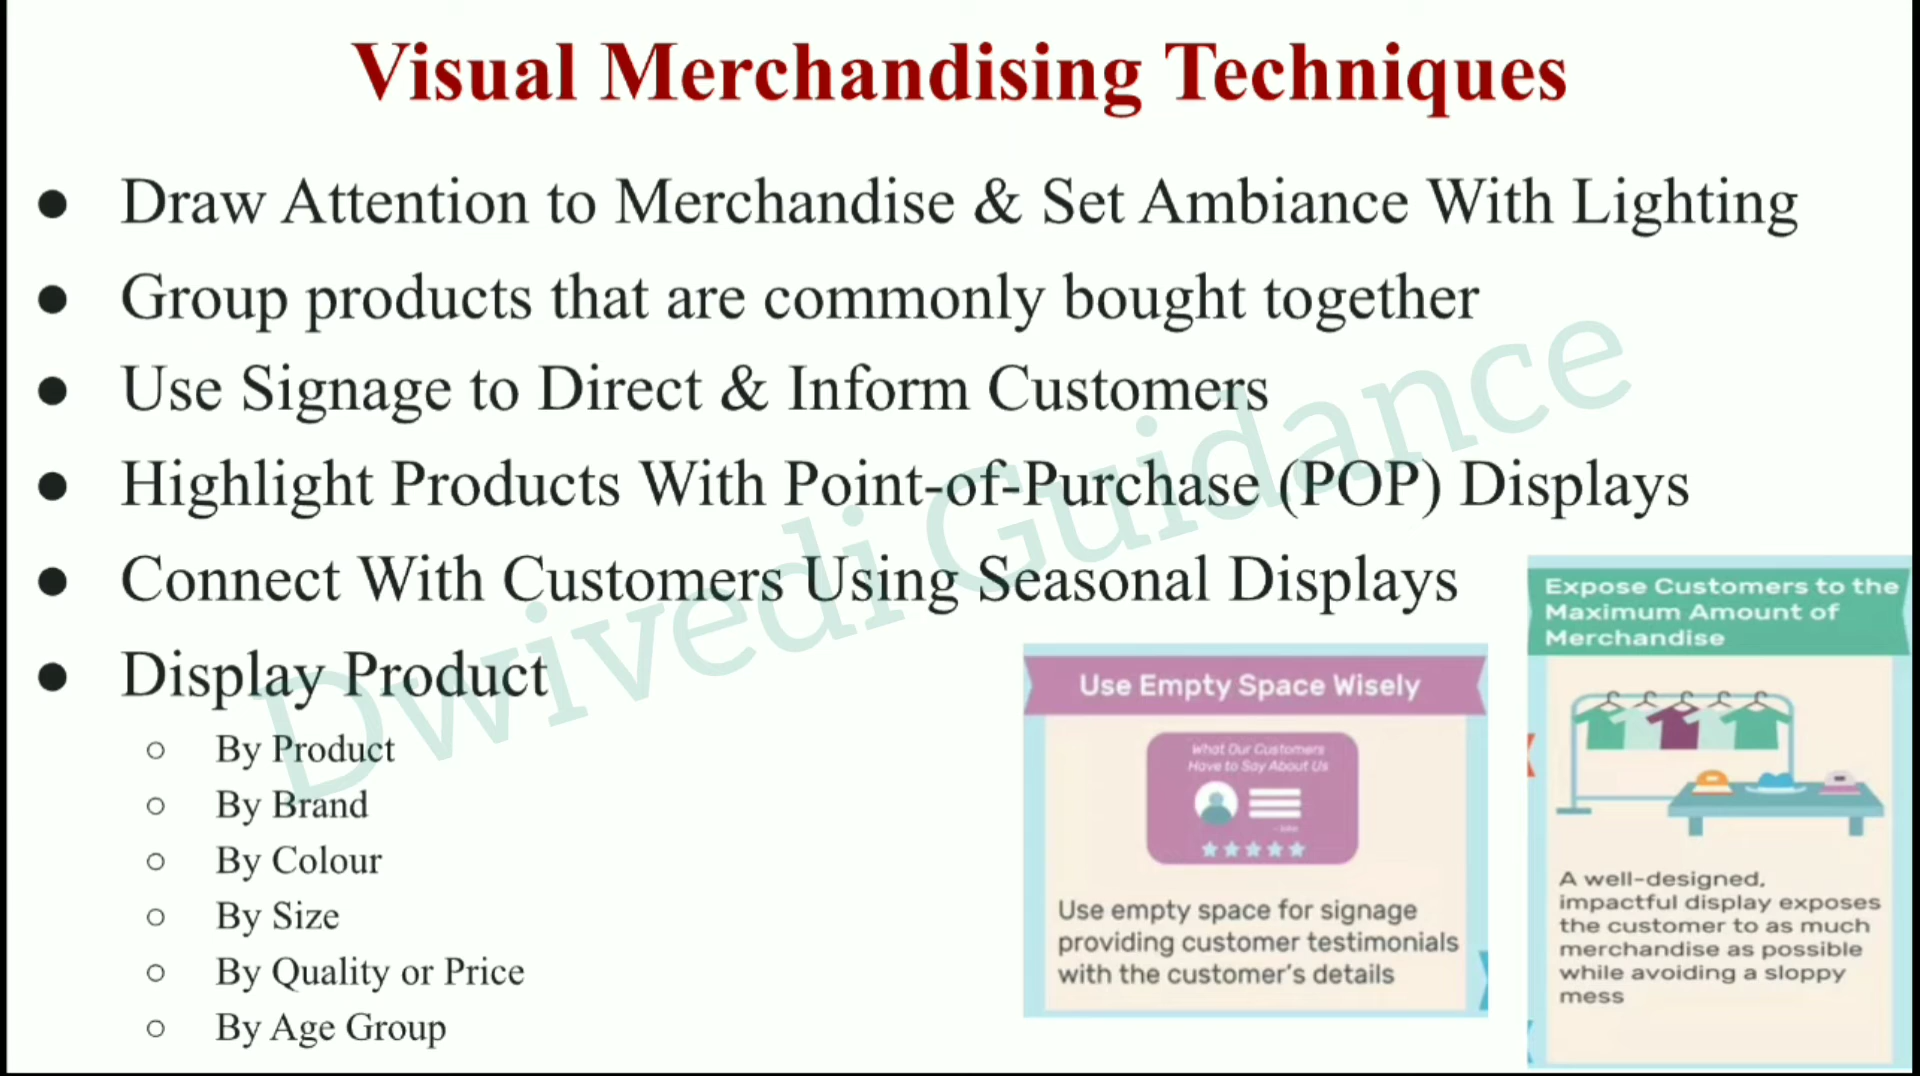 Visual Merchandising Techniques
● Draw Attention to Merchandise & Set Ambiance With Lighting
● Group products that are commonly bought together
● Use Signage to Direct & Inform Customers
● Highlight Products With Point-of-Purchase (POP) Displays
● Connect With Customers Using Seasonal Displays
● Display Product
○ By Product
○ By Brand
○ By Colour
○ By Size
○ By Quality or Price
○ By Age Group
Dwivedi Guidance
Use Empty Space Wisely
What Our Customers
Have to Say About Us
Use empty space for signage
providing customer testimonials
with the customer's details
Expose Customers to the
Maximum Amount of
Merchandise
A well-designed,
impactful display exposes
the customer to as much
merchandise as possible
while avoiding a sloppy
mess